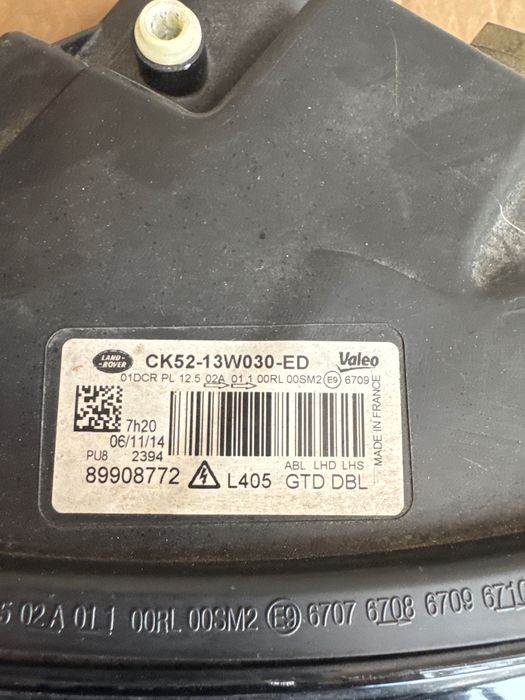 LAND-
-ROVER
CK52-13W030-ED Valeo
01DCR PL 12.5 02A 01 1 00RL 00SM2 E9 6709
MADE IN FRANCE
7h20
06/11/14
PU8 2394
ABL LHD LHS
89908772 L405 GTD DBL
5 02A 01 1 00RL 00SM2 E9 6707 6708 6709 6710